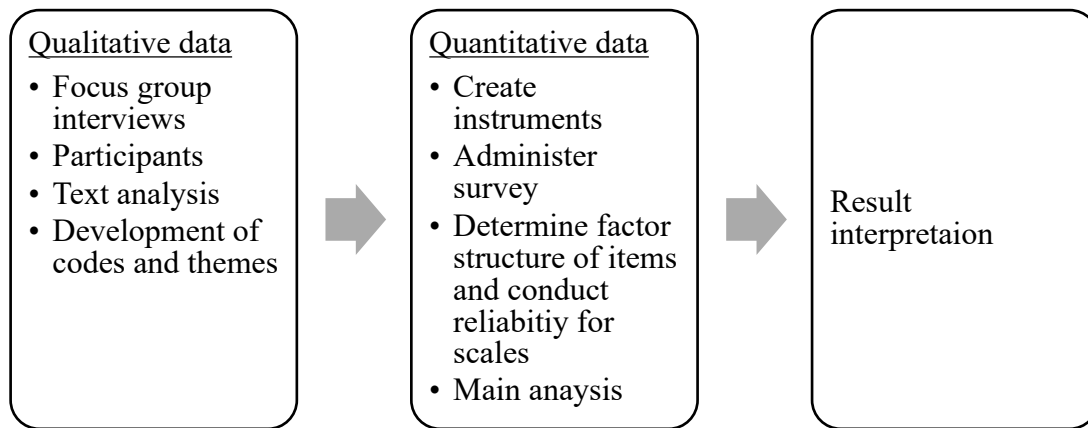 Qualitative data
• Focus group
interviews
• Participants
• Text analysis
• Development of
codes and themes
Quantitative data
• Create
instruments
• Administer
survey
• Determine factor
structure of items
and conduct
reliabitiy for
scales
• Main anaysis
Result
interpretaion